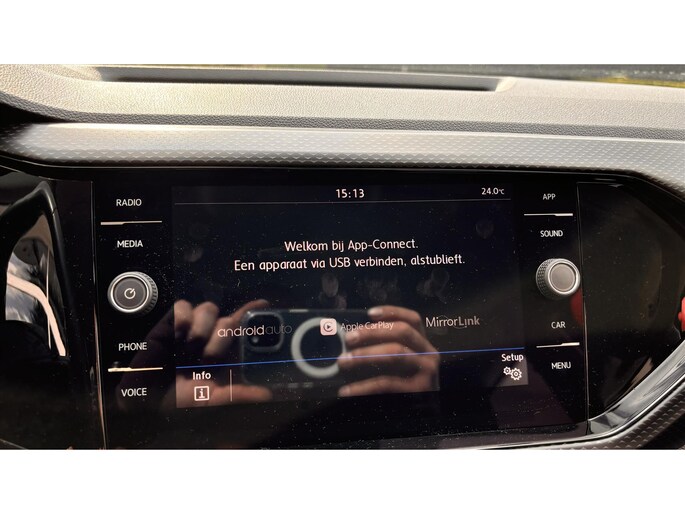 15:13
24.0°C
RADIO
MEDIA
PHONE
VOICE
APP
SOUND
CAR
MENU
Welkom bij App-Connect.
Een apparaat via USB verbinden, alstublieft.
androidauto
Apple CarPlay
MirrorLink
Info
i
Setup